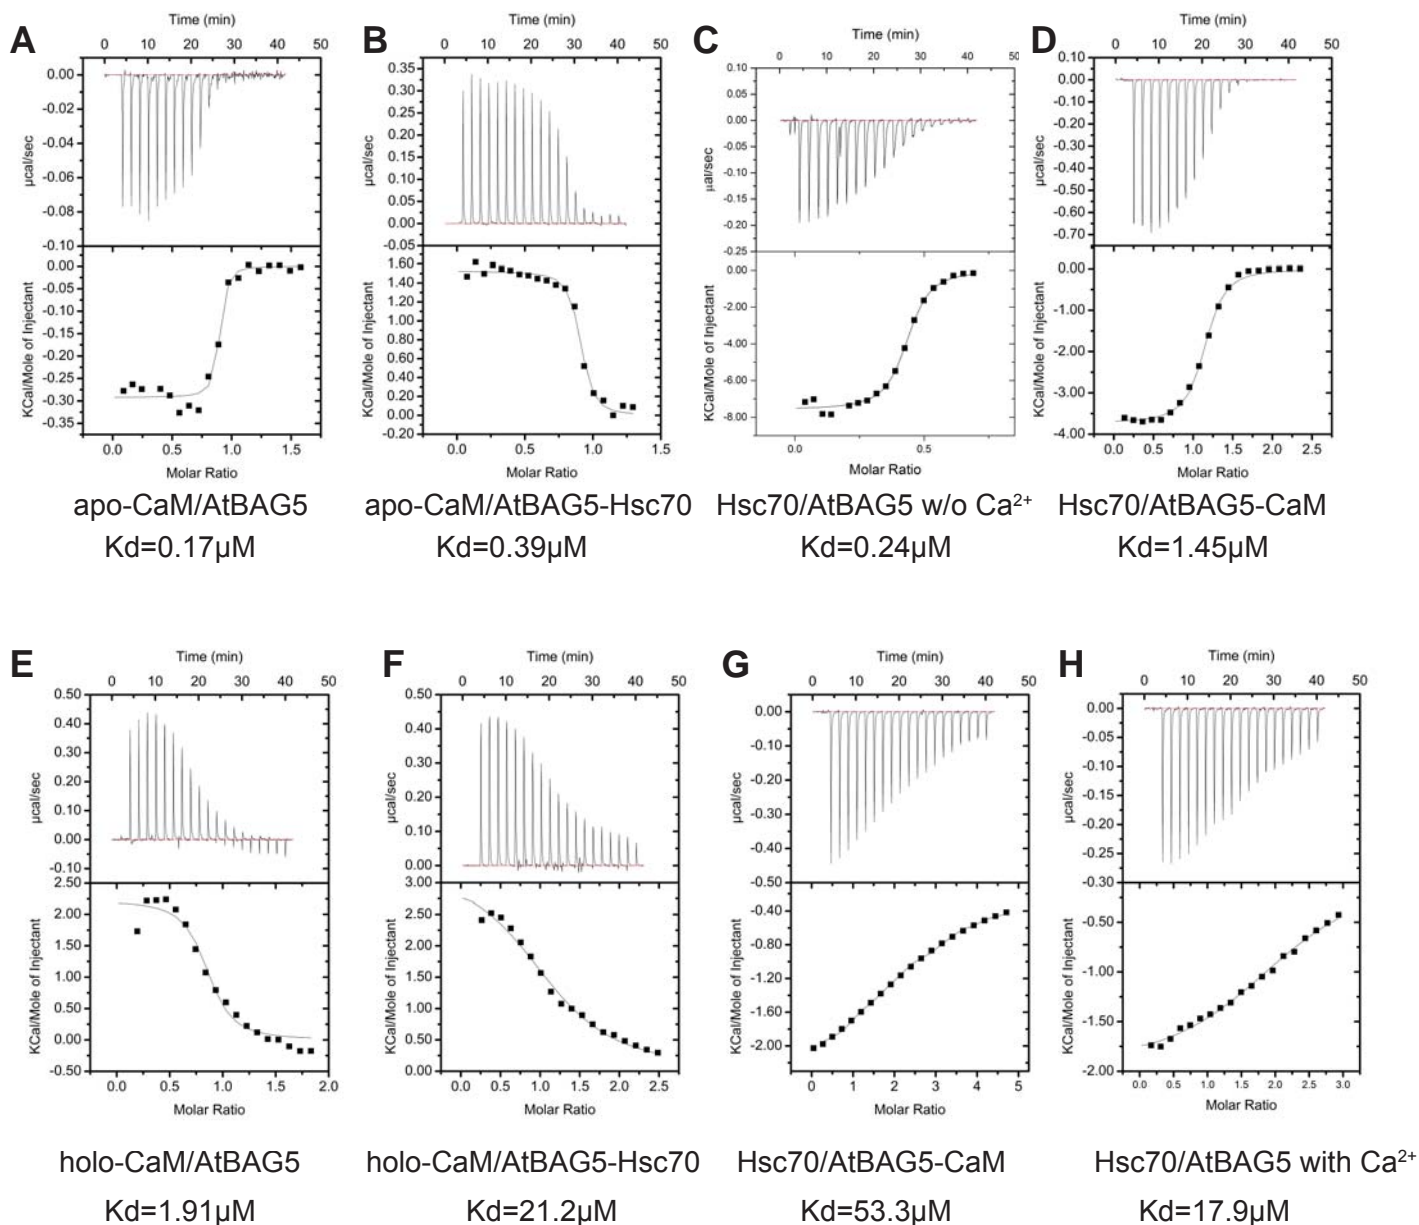 A
Time (min)
0 10 20 30 40 50
0.00
-0.02
-0.04
-0.06
-0.08
-0.10
µcal/sec
0.00
-0.05
-0.10
-0.15
-0.20
-0.25
-0.30
-0.35
KCal/Mole of Injectant
0.0 0.5 1.0 1.5
Molar Ratio
apo-CaM/AtBAG5
Kd=0.17µM
B
Time (min)
0 10 20 30 40 50
0.35
0.30
0.25
0.20
0.15
0.10
0.05
0.00
-0.05
µcal/sec
1.60
1.40
1.20
1.00
0.80
0.60
0.40
0.20
0.00
-0.20
KCal/Mole of Injectant
0.0 0.5 1.0 1.5
Molar Ratio
apo-CaM/AtBAG5-Hsc70
Kd=0.39µM
C
Time (min)
0 10 20 30 40 50
0.10
0.05
0.00
-0.05
-0.10
-0.15
-0.20
-0.25
µal/sec
0.00
-2.00
-4.00
-6.00
-8.00
KCal/Mole of Injectant
0.0 0.5
Molar Ratio
Hsc70/AtBAG5 w/o Ca²⁺
Kd=0.24µM
D
Time (min)
0 10 20 30 40 50
0.00
-0.10
-0.20
-0.30
-0.40
-0.50
-0.60
-0.70
µcal/sec
0.00
-1.00
-2.00
-3.00
-4.00
KCal/Mole of Injectant
0.0 0.5 1.0 1.5 2.0 2.5
Molar Ratio
Hsc70/AtBAG5-CaM
Kd=1.45µM
E
Time (min)
0 10 20 30 40 50
0.50
0.40
0.30
0.20
0.10
0.00
-0.10
µcal/sec
2.50
2.00
1.50
1.00
0.50
0.00
-0.50
KCal/Mole of Injectant
0.0 0.5 1.0 1.5 2.0
Molar Ratio
holo-CaM/AtBAG5
Kd=1.91µM
F
Time (min)
0 10 20 30 40 50
0.50
0.40
0.30
0.20
0.10
0.00
µcal/sec
3.00
2.50
2.00
1.50
1.00
0.50
0.00
KCal/Mole of Injectant
0.0 0.5 1.0 1.5 2.0 2.5
Molar Ratio
holo-CaM/AtBAG5-Hsc70
Kd=21.2µM
G
Time (min)
0 10 20 30 40 50
0.00
-0.10
-0.20
-0.30
-0.40
-0.50
µcal/sec
-0.40
-0.80
-1.20
-1.60
-2.00
KCal/Mole of Injectant
0 1 2 3 4 5
Molar Ratio
Hsc70/AtBAG5-CaM
Kd=53.3µM
H
Time (min)
0 10 20 30 40 50
0.00
-0.05
-0.10
-0.15
-0.20
-0.25
-0.30
µcal/sec
-0.50
-1.00
-1.50
-2.00
KCal/Mole of Injectant
0.0 0.5 1.0 1.5 2.0 2.5 3.0
Molar Ratio
Hsc70/AtBAG5 with Ca²⁺
Kd=17.9µM